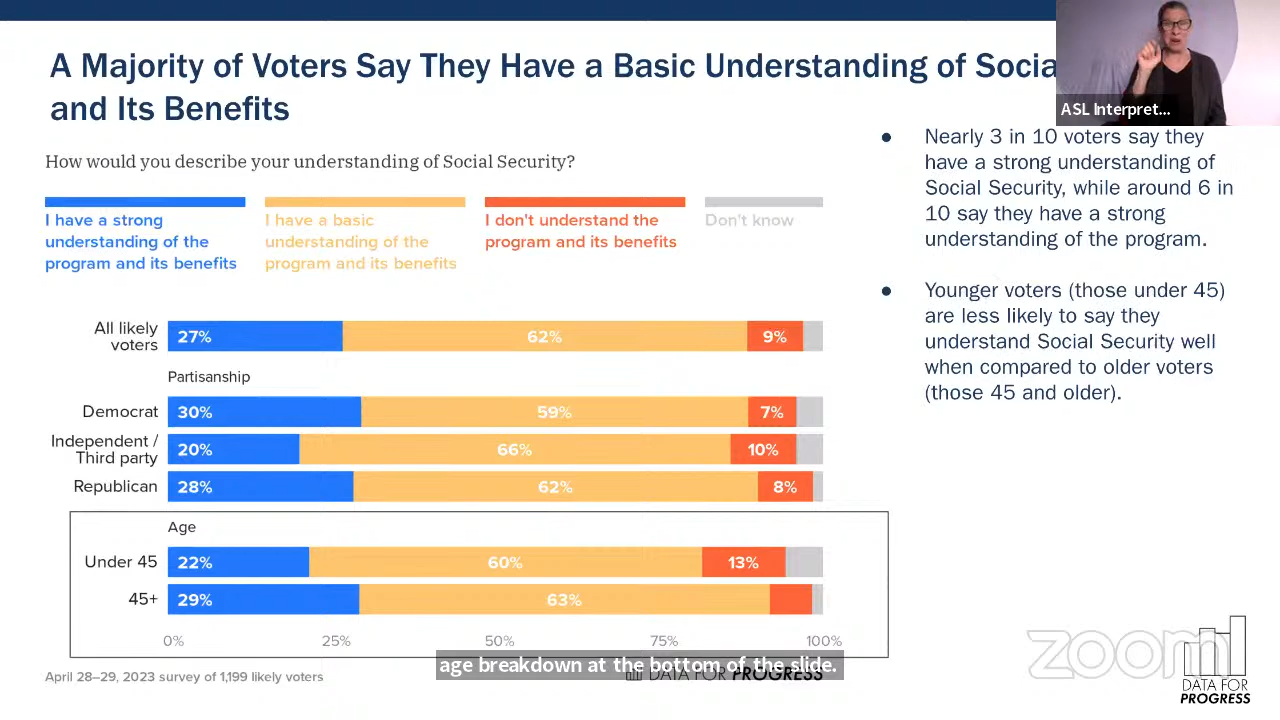 A Majority of Voters Say They Have a Basic Understanding of Socia
and Its Benefits
ASL Interpret...
How would you describe your understanding of Social Security?
I have a strong
understanding of the
program and its benefits
I have a basic
understanding of the
program and its benefits
I don't understand the
program and its benefits
Don't know
All likely
voters
27% 62% 9%
Partisanship
Democrat 30% 59% 7%
Independent /
Third party
20% 66% 10%
Republican 28% 62% 8%
Age
Under 45 22% 60% 13%
45+ 29% 63%
0% 25% 50% 75% 100%
age breakdown at the bottom of the slide.
April 28–29, 2023 survey of 1,199 likely voters
DATA FOR PROGRESS
● Nearly 3 in 10 voters say they
have a strong understanding of
Social Security, while around 6 in
10 say they have a strong
understanding of the program.
● Younger voters (those under 45)
are less likely to say they
understand Social Security well
when compared to older voters
(those 45 and older).
zoom
DATA FOR
PROGRESS